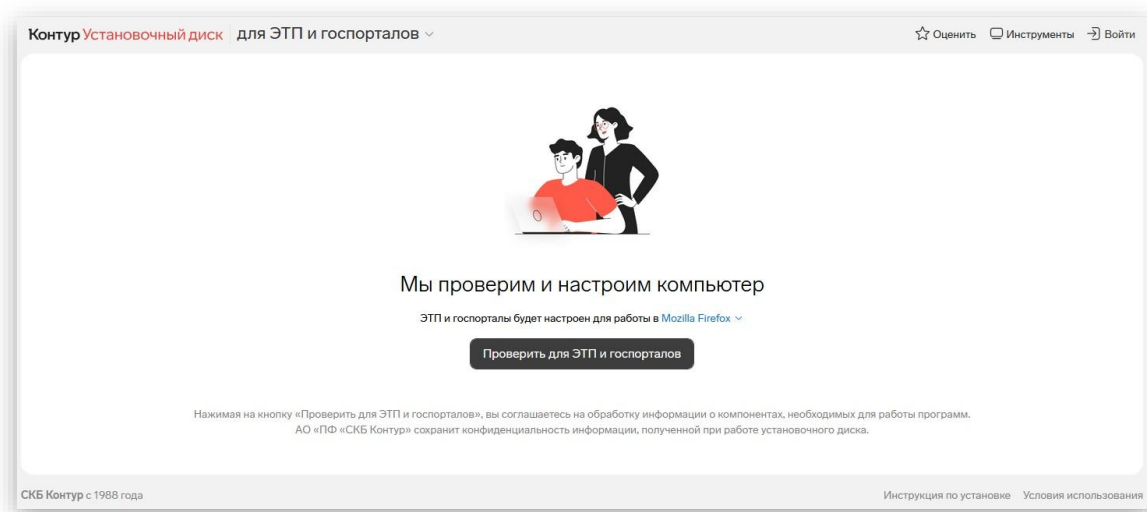 Контур Установочный диск для ЭТП и госпорталов Оценить Инструменты Войти
Мы проверим и настроим компьютер
ЭТП и госпорталы будет настроен для работы в Mozilla Firefox
Проверить для ЭТП и госпорталов
Нажимая на кнопку «Проверить для ЭТП и госпорталов», вы соглашаетесь на обработку информации о компонентах, необходимых для работы программ.
АО «ПФ «СКБ Контур» сохранит конфиденциальность информации, полученной при работе установочного диска.
СКБ Контур с 1988 года Инструкция по установке Условия использования